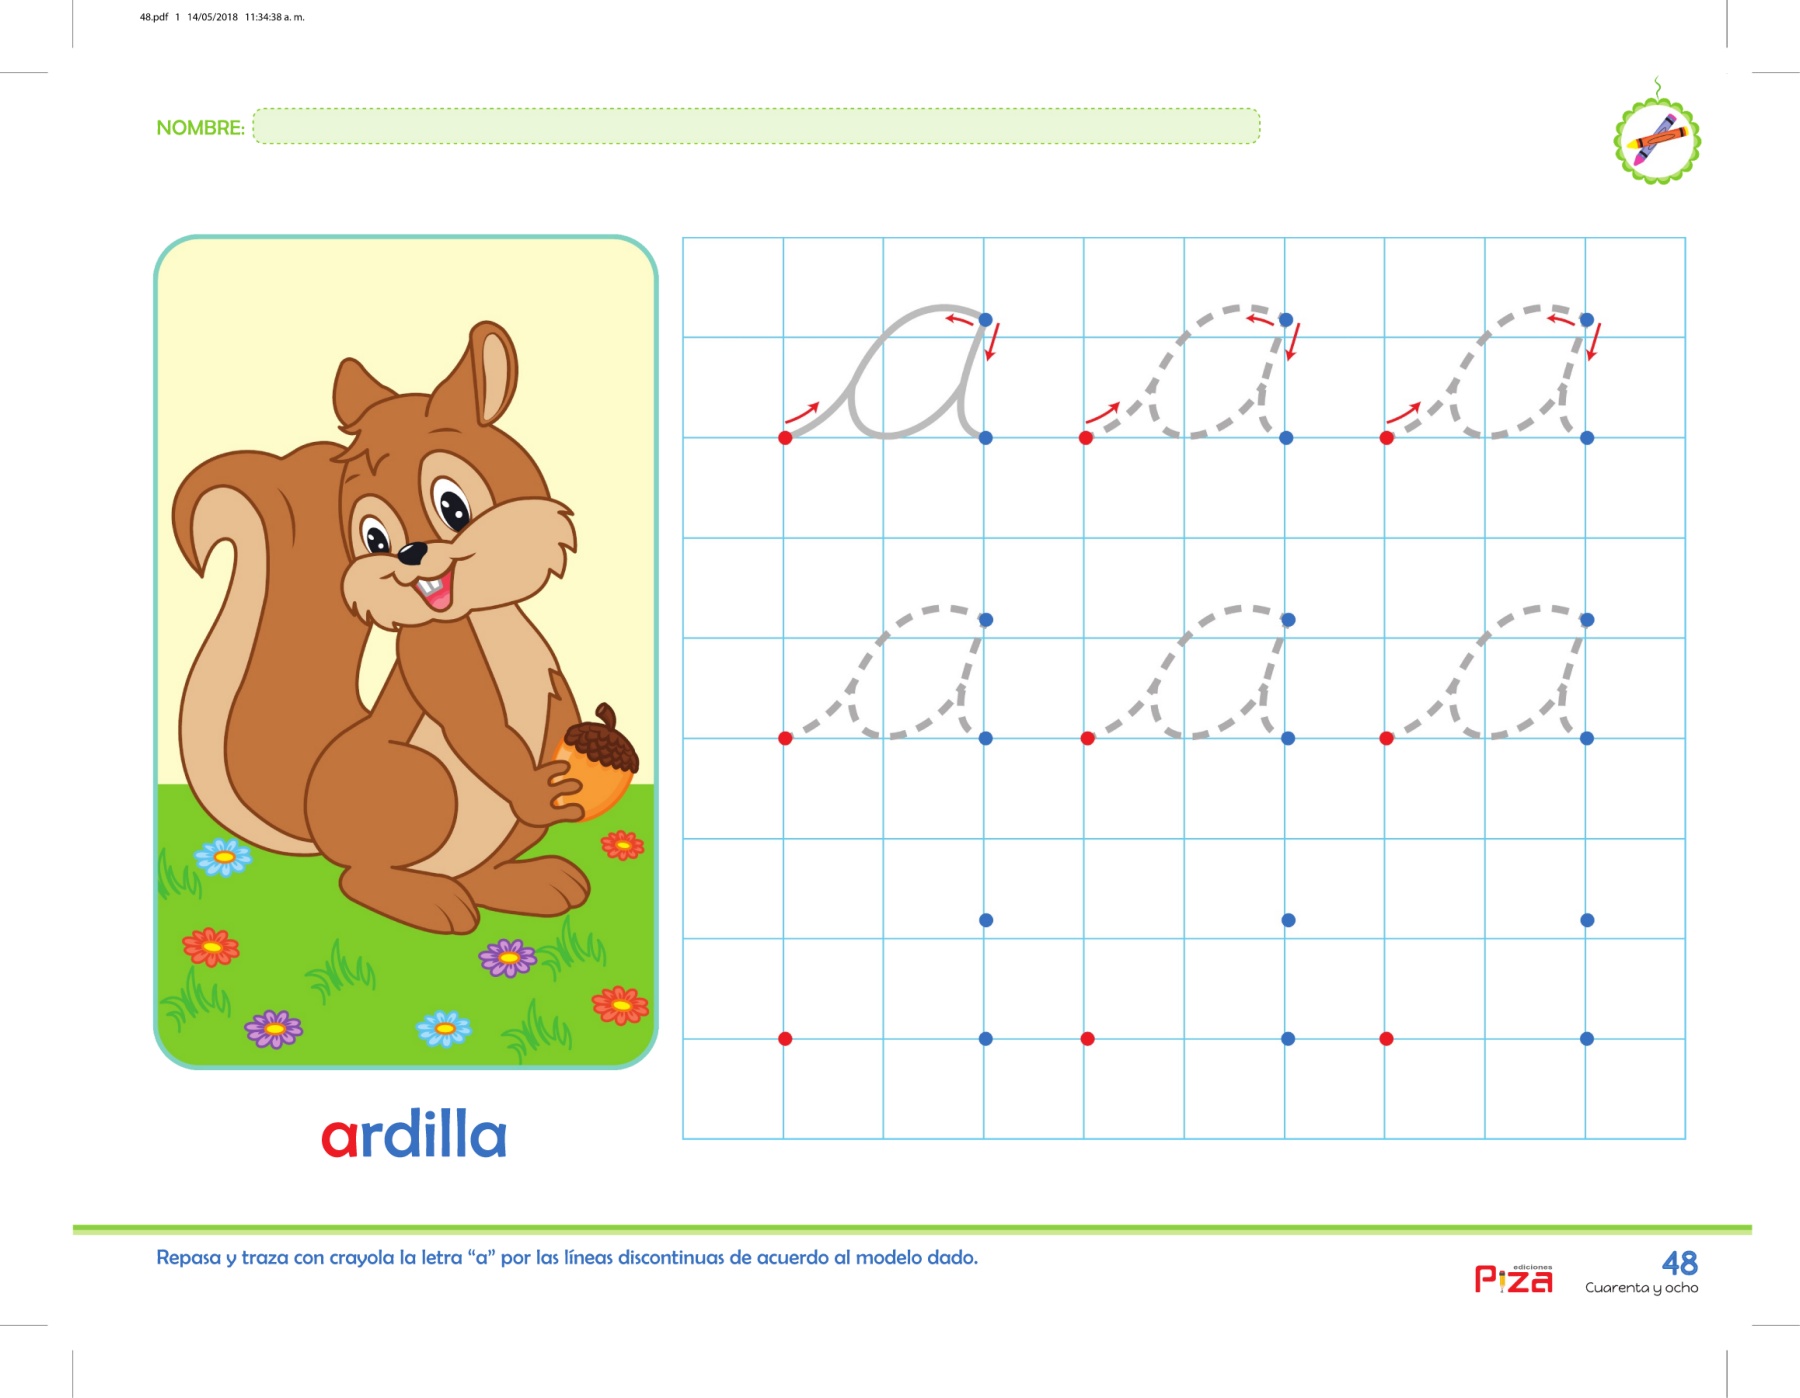 48.pdf 1 14/05/2018 11:34:38 a. m.
NOMBRE:
a a a
a a a
ardilla
Repasa y traza con crayola la letra “a” por las líneas discontinuas de acuerdo al modelo dado.
ediciones
Piza
48
Cuarenta y ocho